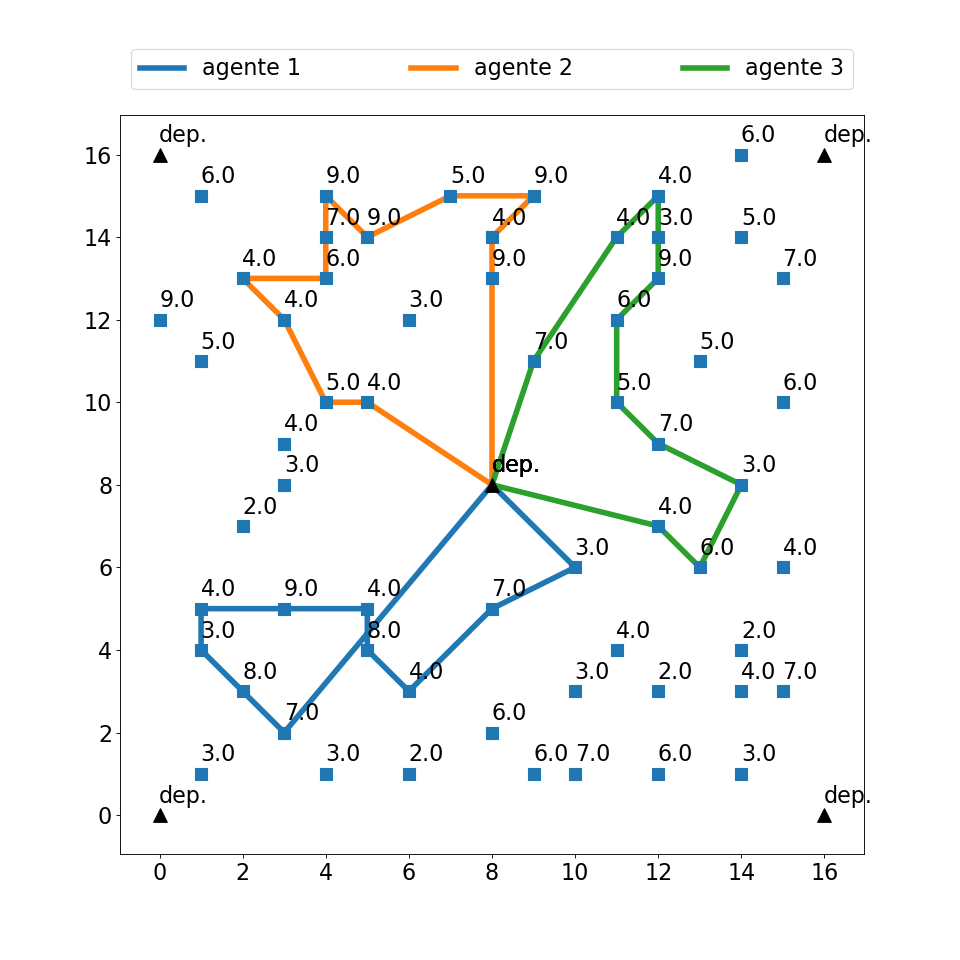 agente 1 agente 2 agente 3
dep. 6.0 dep.
16
6.0 9.0 5.0 9.0 4.0
7.0 9.0 4.0 4.0 3.0 5.0
14
4.0 6.0 9.0 9.0 7.0
9.0 4.0 3.0 6.0
12
5.0 7.0 5.0
5.0 4.0 5.0 6.0
10
4.0 7.0
3.0 dep. 3.0
8
2.0 4.0
3.0 6.0 4.0
6
4.0 9.0 4.0 7.0
3.0 8.0 4.0 2.0
4
8.0 4.0 3.0 2.0 4.0 7.0
7.0 6.0
2
3.0 3.0 2.0 6.0 7.0 6.0 3.0
dep. dep.
0
0 2 4 6 8 10 12 14 16